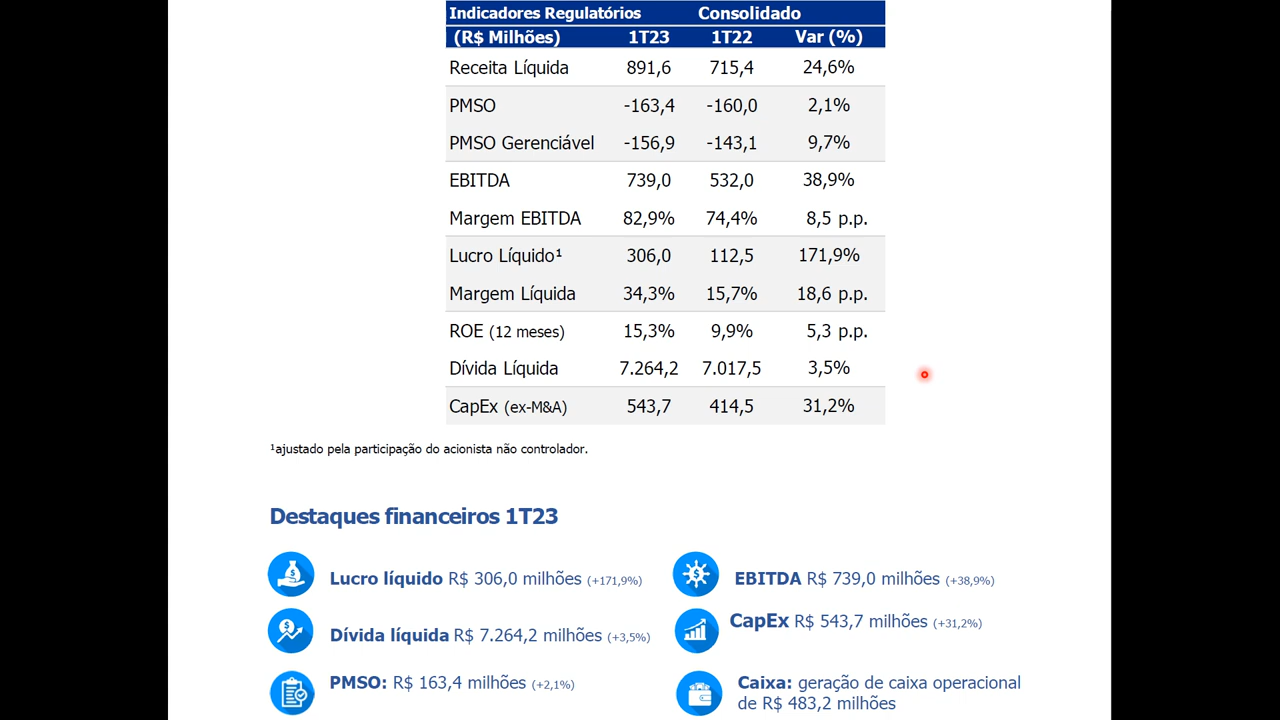 Indicadores Regulatórios Consolidado
(R$ Milhões) 1T23 1T22 Var (%)
Receita Líquida 891,6 715,4 24,6%
PMSO -163,4 -160,0 2,1%
PMSO Gerenciável -156,9 -143,1 9,7%
EBITDA 739,0 532,0 38,9%
Margem EBITDA 82,9% 74,4% 8,5 p.p.
Lucro Líquido¹ 306,0 112,5 171,9%
Margem Líquida 34,3% 15,7% 18,6 p.p.
ROE (12 meses) 15,3% 9,9% 5,3 p.p.
Dívida Líquida 7.264,2 7.017,5 3,5%
CapEx (ex-M&A) 543,7 414,5 31,2%
¹ajustado pela participação do acionista não controlador.
Destaques financeiros 1T23
Lucro líquido R$ 306,0 milhões (+171,9%)
EBITDA R$ 739,0 milhões (+38,9%)
Dívida líquida R$ 7.264,2 milhões (+3,5%)
CapEx R$ 543,7 milhões (+31,2%)
PMSO: R$ 163,4 milhões (+2,1%)
Caixa: geração de caixa operacional
de R$ 483,2 milhões